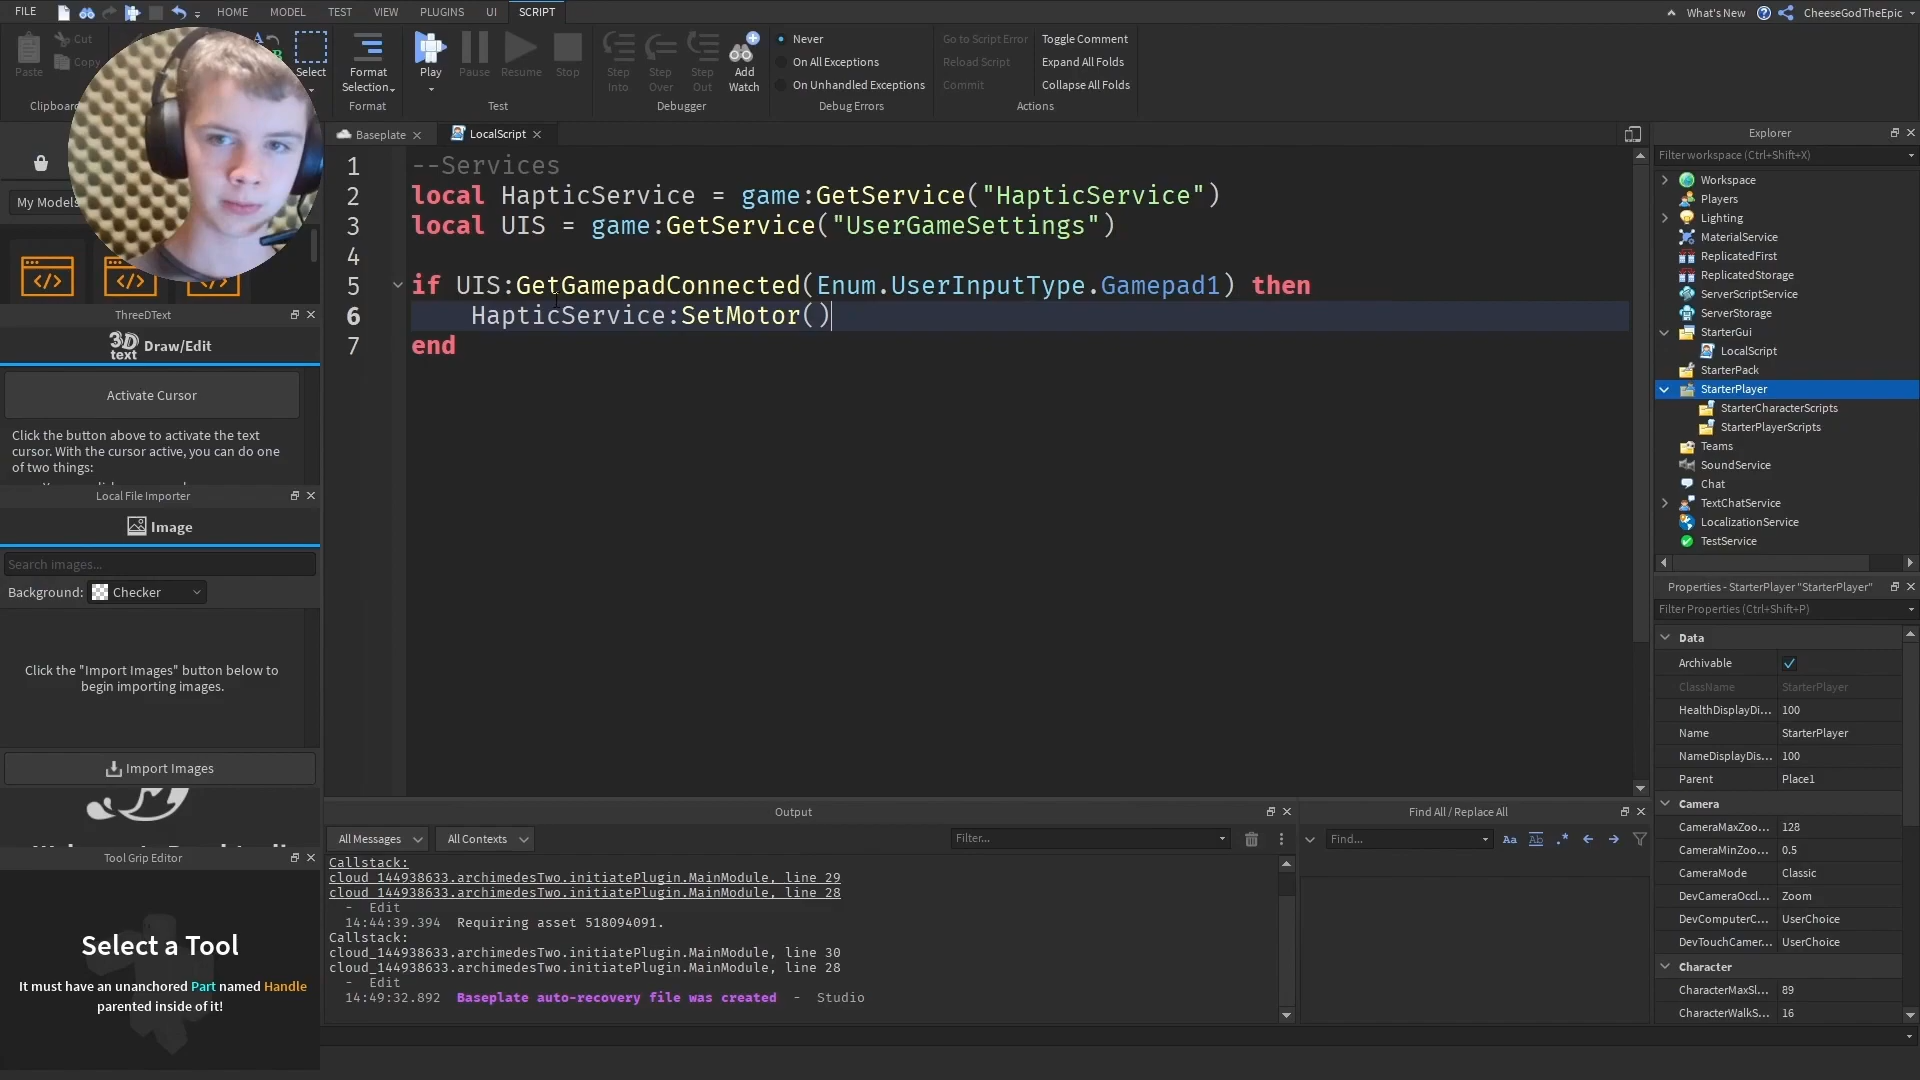 FILE
HOME
MODEL
TEST
VIEW
PLUGINS
UI
SCRIPT
What's New
CheeseGodTheEpic
Paste
Cut
Copy
Clipboard
Select
Format
Selection
Format
Play
Pause
Resume
Stop
Test
Step
Into
Step
Over
Step
Out
Add
Watch
Debugger
Never
On All Exceptions
On Unhandled Exceptions
Debug Errors
Go to Script Error
Reload Script
Commit
Toggle Comment
Expand All Folds
Collapse All Folds
Actions
My Models
Baseplate
LocalScript
1 --Services
2 local HapticService = game:GetService("HapticService")
3 local UIS = game:GetService("UserGameSettings")
4
5 if UIS:GetGamepadConnected(Enum.UserInputType.Gamepad1) then
6 HapticService:SetMotor()
7 end
ThreeDText
3D text Draw/Edit
Activate Cursor
Click the button above to activate the text
cursor. With the cursor active, you can do one
of two things:
Local File Importer
Image
Search images...
Background: Checker
Click the "Import Images" button below to
begin importing images.
Import Images
Tool Grip Editor
Select a Tool
It must have an unanchored Part named Handle
parented inside of it!
Output
All Messages
All Contexts
Filter...
Callstack:
cloud_144938633.archimedesTwo.initiatePlugin.MainModule, line 29
cloud_144938633.archimedesTwo.initiatePlugin.MainModule, line 28
- Edit
14:44:39.394 Requiring asset 518094091.
Callstack:
cloud_144938633.archimedesTwo.initiatePlugin.MainModule, line 30
cloud_144938633.archimedesTwo.initiatePlugin.MainModule, line 28
- Edit
14:49:32.892 Baseplate auto-recovery file was created - Studio
Find All / Replace All
Find...
Aa
Ab
.*
Explorer
Filter workspace (Ctrl+Shift+X)
Workspace
Players
Lighting
MaterialService
ReplicatedFirst
ReplicatedStorage
ServerScriptService
ServerStorage
StarterGui
LocalScript
StarterPack
StarterPlayer
StarterCharacterScripts
StarterPlayerScripts
Teams
SoundService
Chat
TextChatService
LocalizationService
TestService
Properties - StarterPlayer "StarterPlayer"
Filter Properties (Ctrl+Shift+P)
Data
Archivable
ClassName StarterPlayer
HealthDisplayDi... 100
Name StarterPlayer
NameDisplayDis... 100
Parent Place1
Camera
CameraMaxZoo... 128
CameraMinZoo... 0.5
CameraMode Classic
DevCameraOccl... Zoom
DevComputerC... UserChoice
DevTouchCamer... UserChoice
Character
CharacterMaxSl... 89
CharacterWalkS... 16